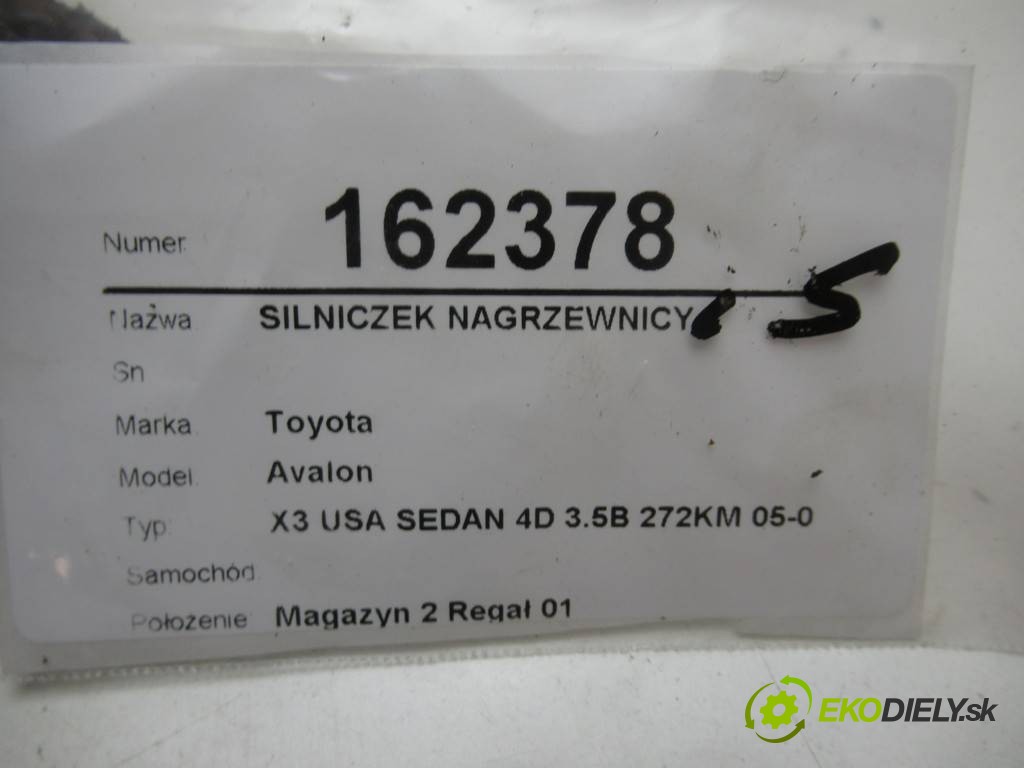 Numer 162378
Nazwa SILNICZEK NAGRZEWNICY
Sn
Marka Toyota
Model Avalon
Typ X3 USA SEDAN 4D 3.5B 272KM 05-0
Samochód
Położenie Magazyn 2 Regał 01
EKODIELY.sk